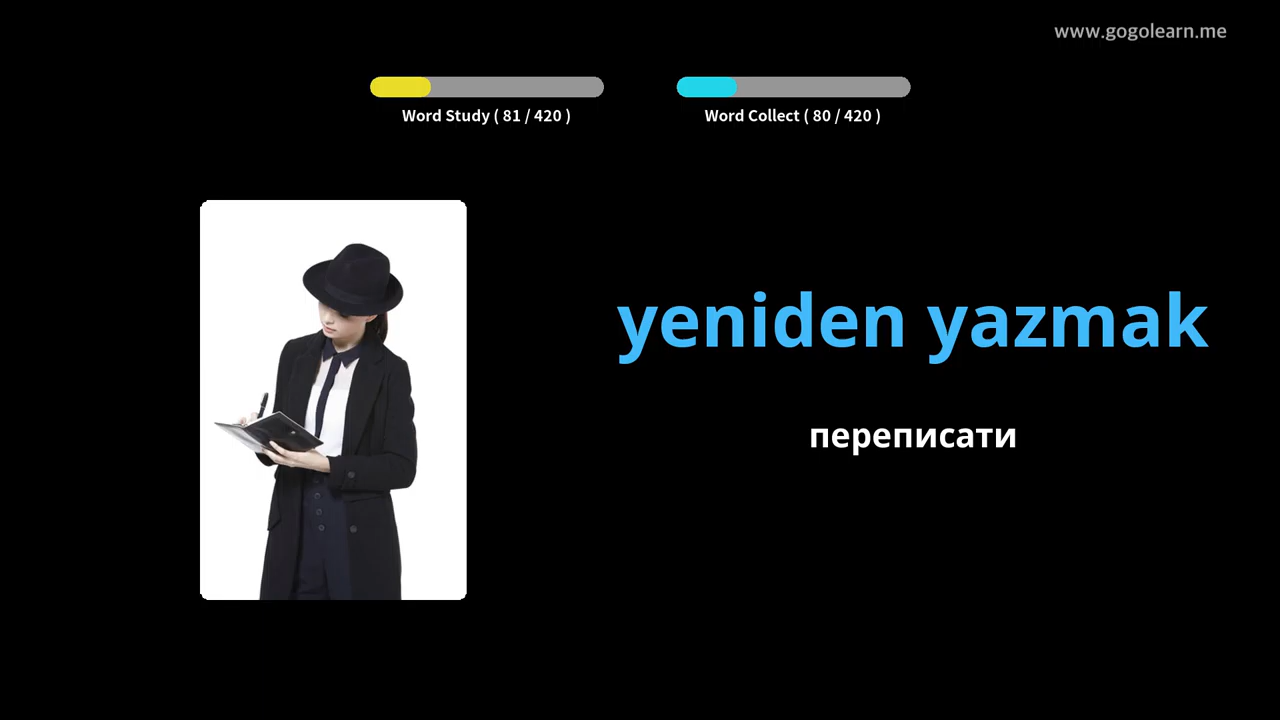 www.gogolearn.me
Word Study ( 81 / 420 )
Word Collect ( 80 / 420 )
yeniden yazmak
переписати